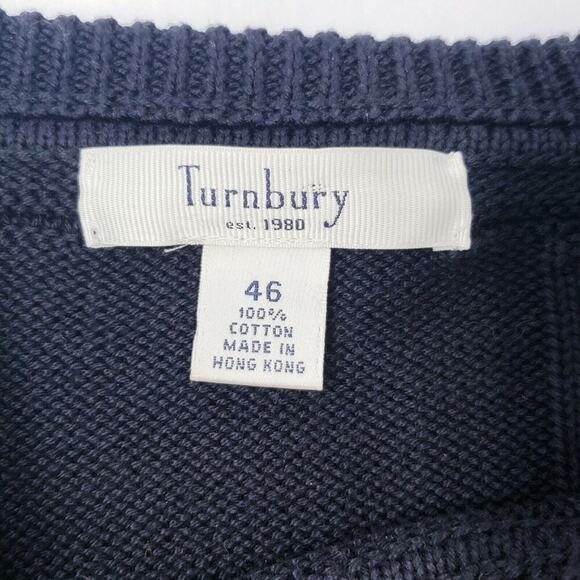 Turnbury
est. 1980
46
100%
COTTON
MADE IN
HONG KONG